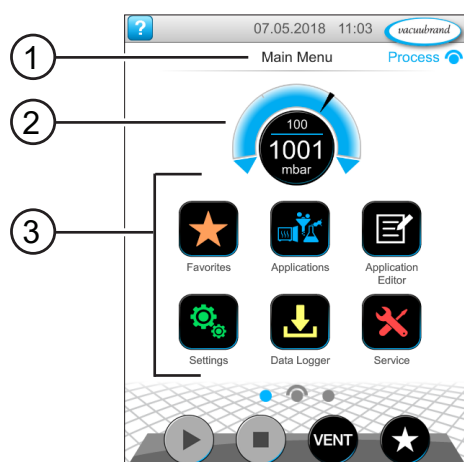 ?
07.05.2018 11:03
vacuubrand
1
Main Menu
Process
2
100
1001
mbar
3
Favorites
Applications
Application
Editor
Settings
Data Logger
Service
VENT